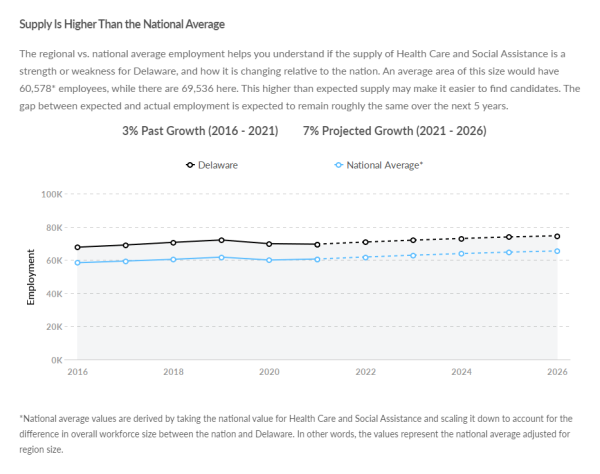 Supply Is Higher Than the National Average
The regional vs. national average employment helps you understand if the supply of Health Care and Social Assistance is a
strength or weakness for Delaware, and how it is changing relative to the nation. An average area of this size would have
60,578* employees, while there are 69,536 here. This higher than expected supply may make it easier to find candidates. The
gap between expected and actual employment is expected to remain roughly the same over the next 5 years.
3% Past Growth (2016 - 2021) 7% Projected Growth (2021 - 2026)
Delaware National Average*
100K
80K
60K
40K
20K
0K
Employment
2016 2018 2020 2022 2024 2026
*National average values are derived by taking the national value for Health Care and Social Assistance and scaling it down to account for the
difference in overall workforce size between the nation and Delaware. In other words, the values represent the national average adjusted for
region size.